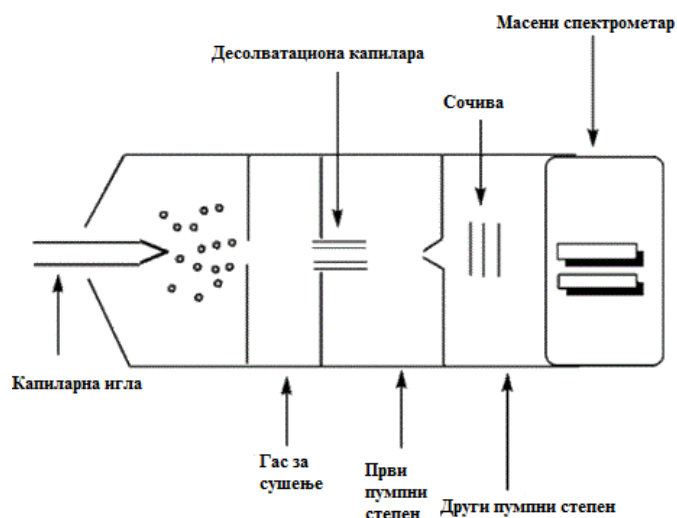 Масени спектрометар
Десолватациона капилара
Сочива
Капиларна игла
Гас за
сушење
Први
пумпни
степен
Други пумпни степен